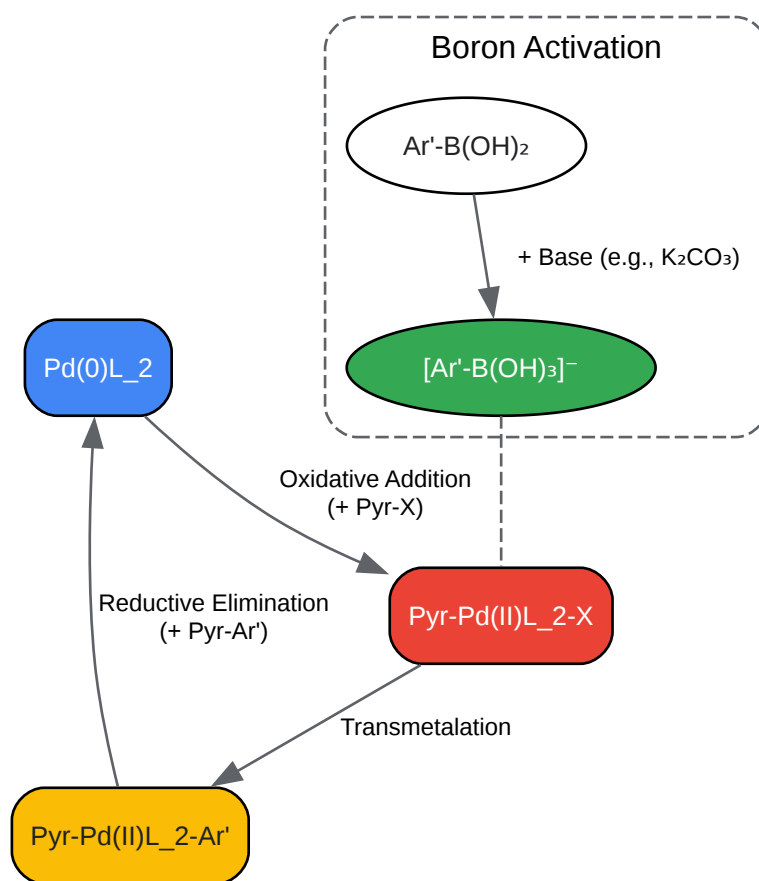 Boron Activation
Ar'-B(OH)₂
+ Base (e.g., K₂CO₃)
[Ar'-B(OH)₃]⁻
Pd(0)L_2
Oxidative Addition
(+ Pyr-X)
Pyr-Pd(II)L_2-X
Reductive Elimination
(+ Pyr-Ar')
Transmetalation
Pyr-Pd(II)L_2-Ar'